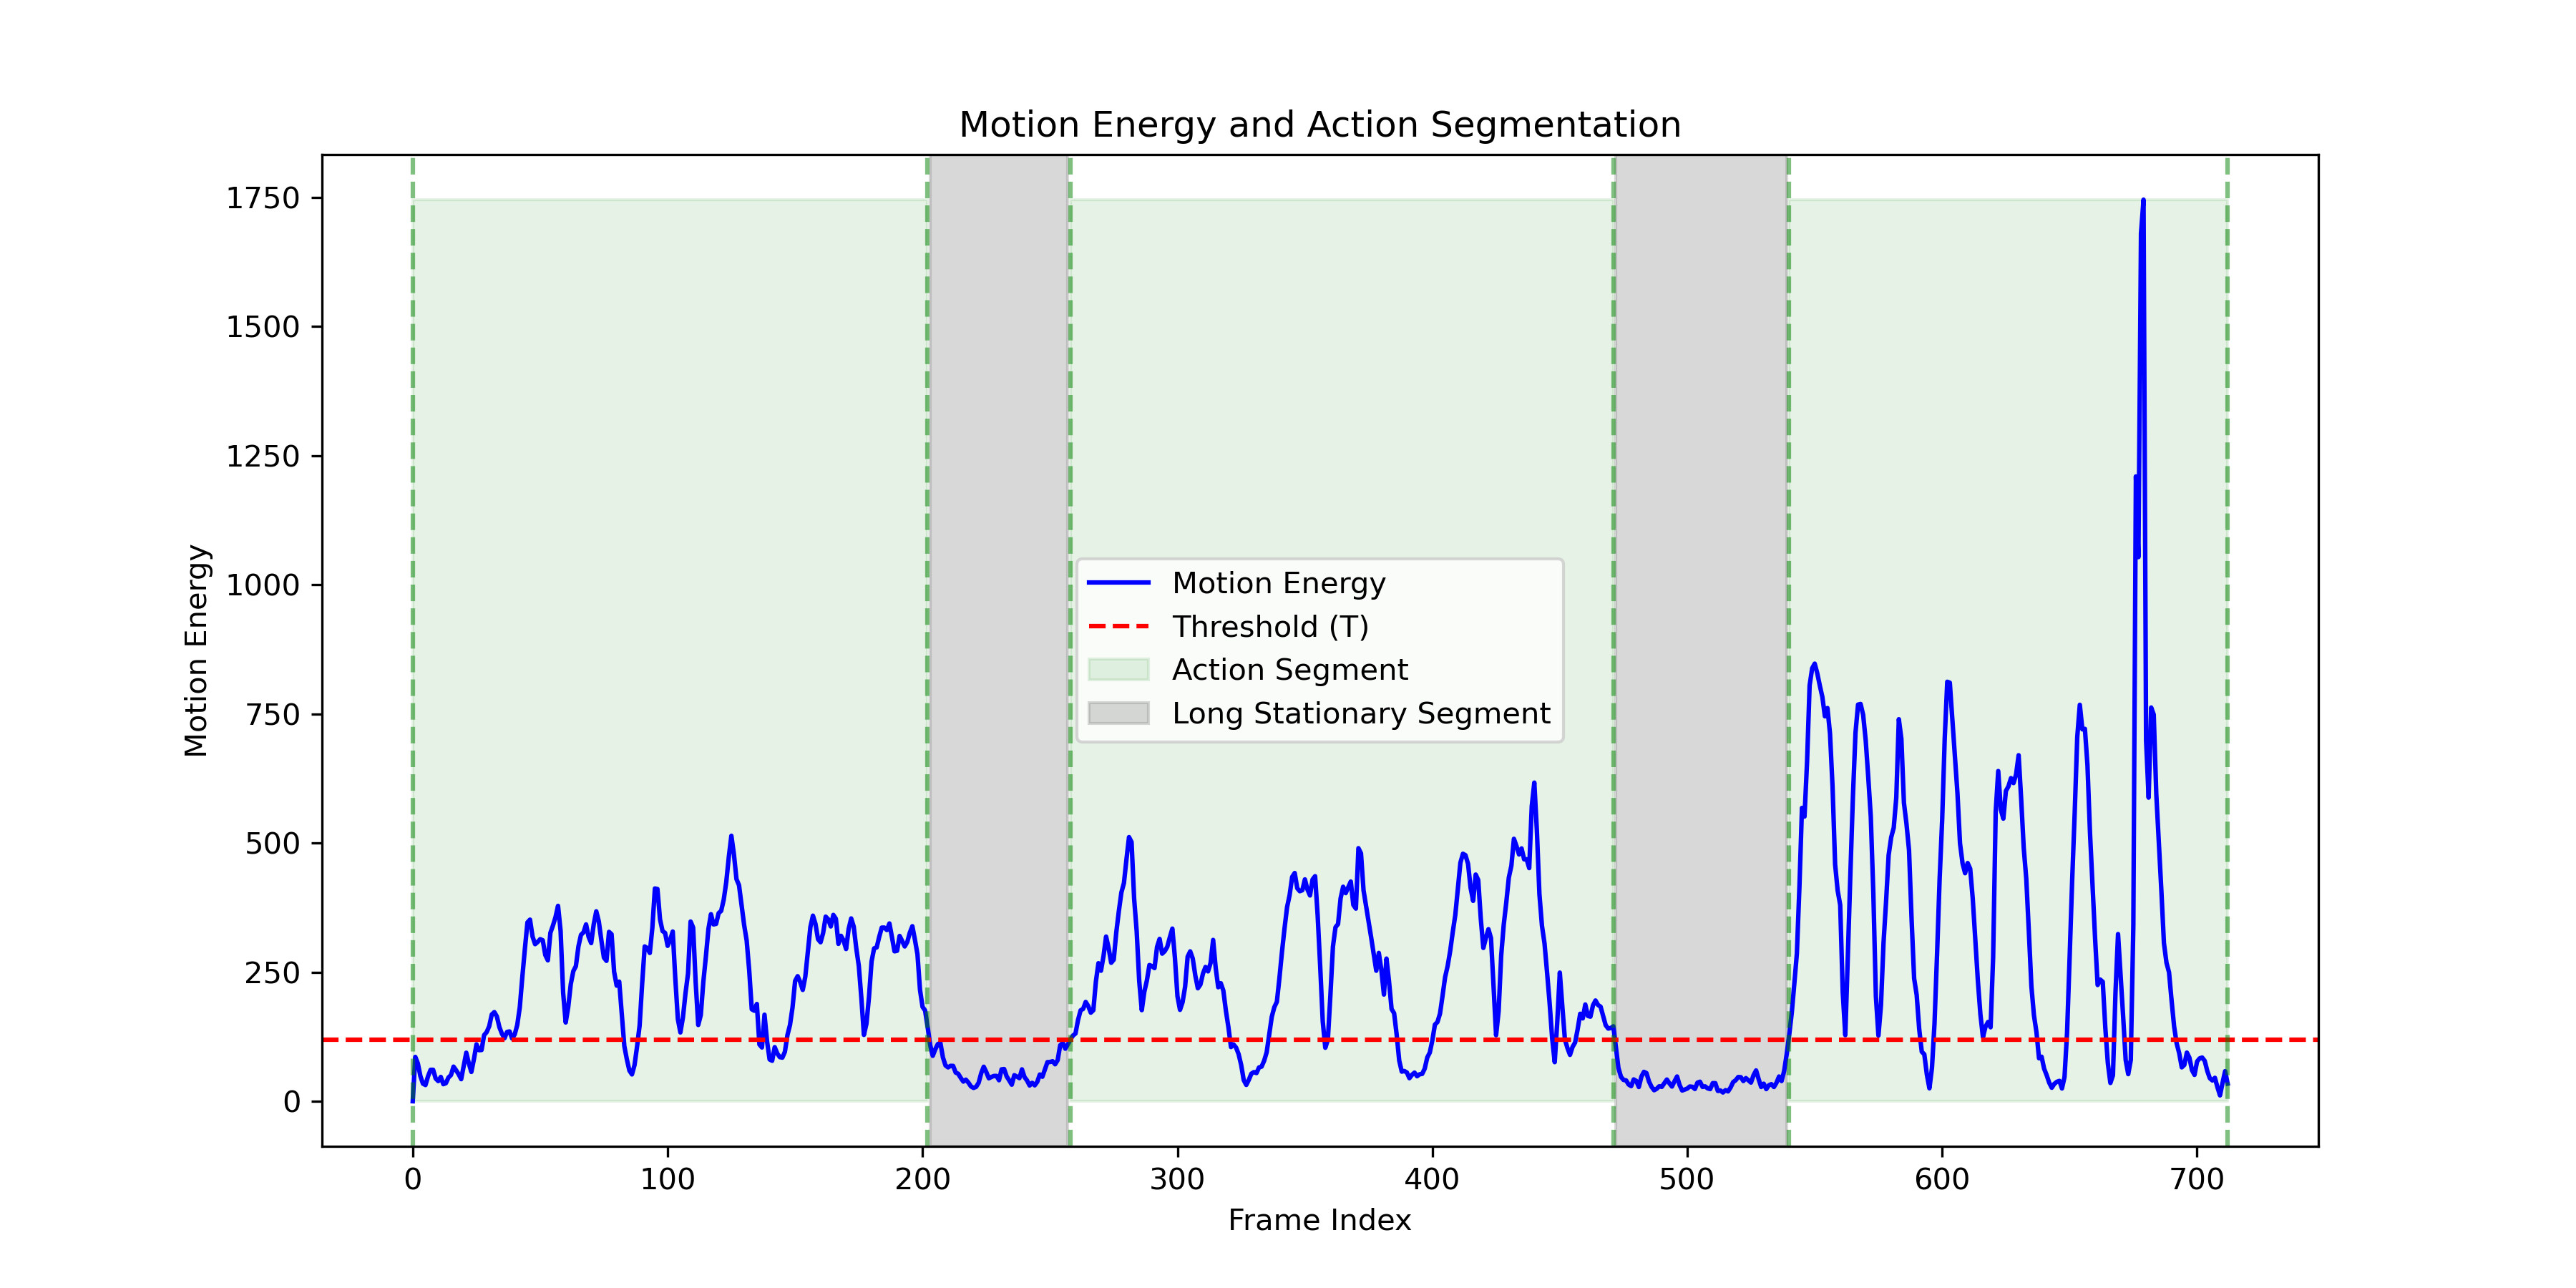 Motion Energy and Action Segmentation
Motion Energy
1750
1500
1250
1000
750
500
250
0
Motion Energy
Threshold (T)
Action Segment
Long Stationary Segment
0 100 200 300 400 500 600 700
Frame Index